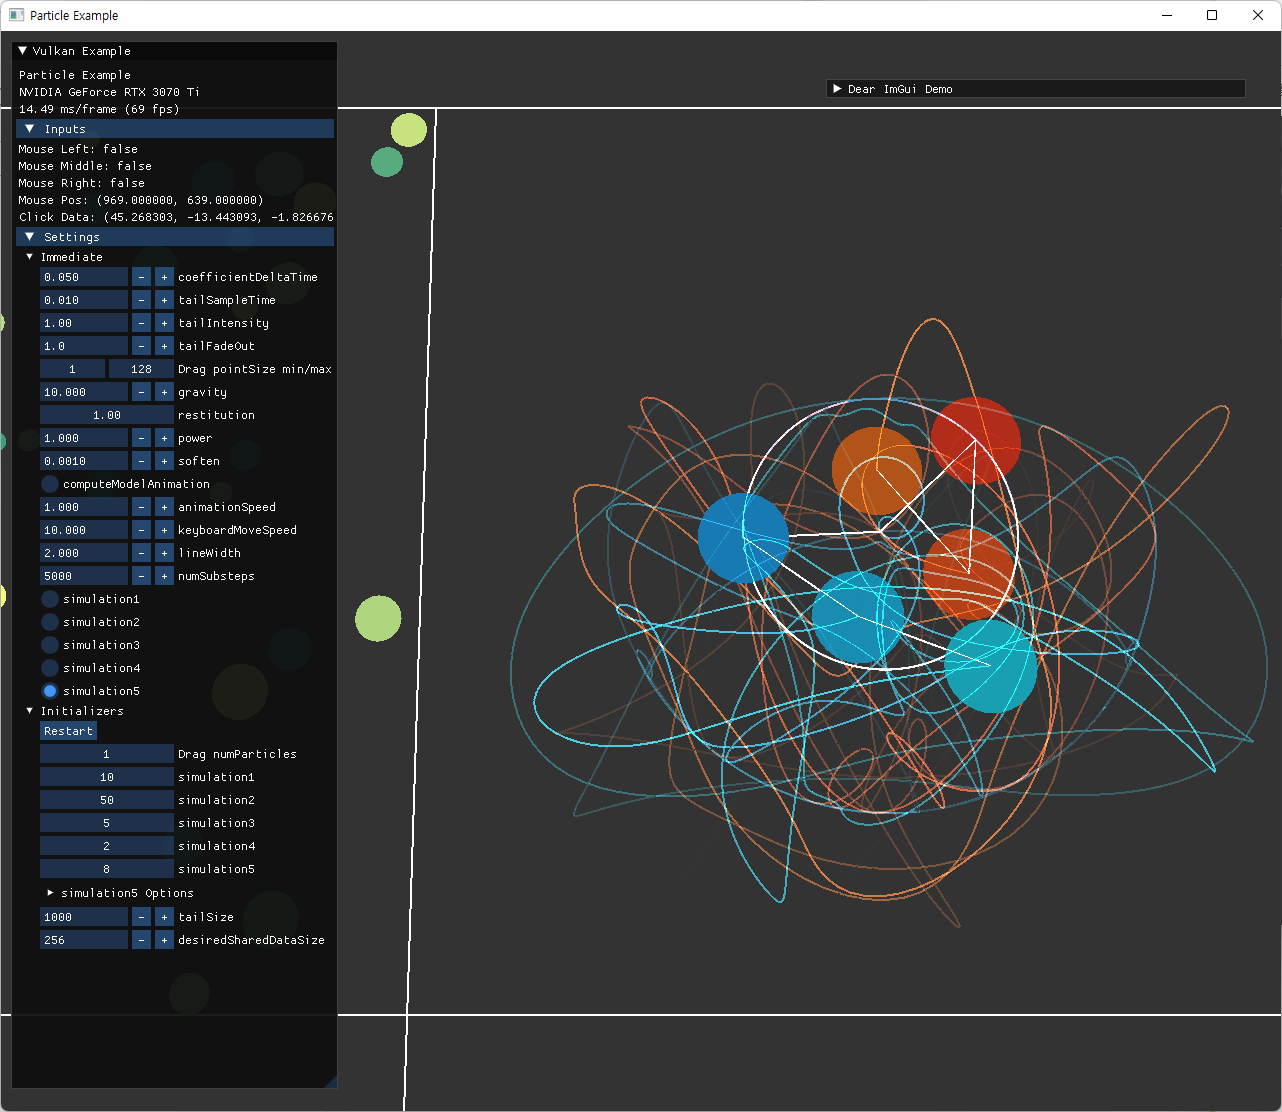 Particle Example
Vulkan Example
Particle Example
NVIDIA GeForce RTX 3070 Ti
14.49 ms/frame (69 fps)
Inputs
Mouse Left: false
Mouse Middle: false
Mouse Right: false
Mouse Pos: (969.000000, 639.000000)
Click Data: (45.268303, -13.443093, -1.826676
Settings
Immediate
0.050 - + coefficientDeltaTime
0.010 - + tailSampleTime
1.00 - + tailIntensity
1.0 - + tailFadeOut
1 128 Drag pointSize min/max
10.000 - + gravity
1.00 restitution
1.000 - + power
0.0010 - + soften
computeModelAnimation
1.000 - + animationSpeed
10.000 - + keyboardMoveSpeed
2.000 - + lineWidth
5000 - + numSubsteps
simulation1
simulation2
simulation3
simulation4
simulation5
Initializers
Restart
1 Drag numParticles
10 simulation1
50 simulation2
5 simulation3
2 simulation4
8 simulation5
simulation5 Options
1000 - + tailSize
256 - + desiredSharedDataSize
Dear ImGui Demo